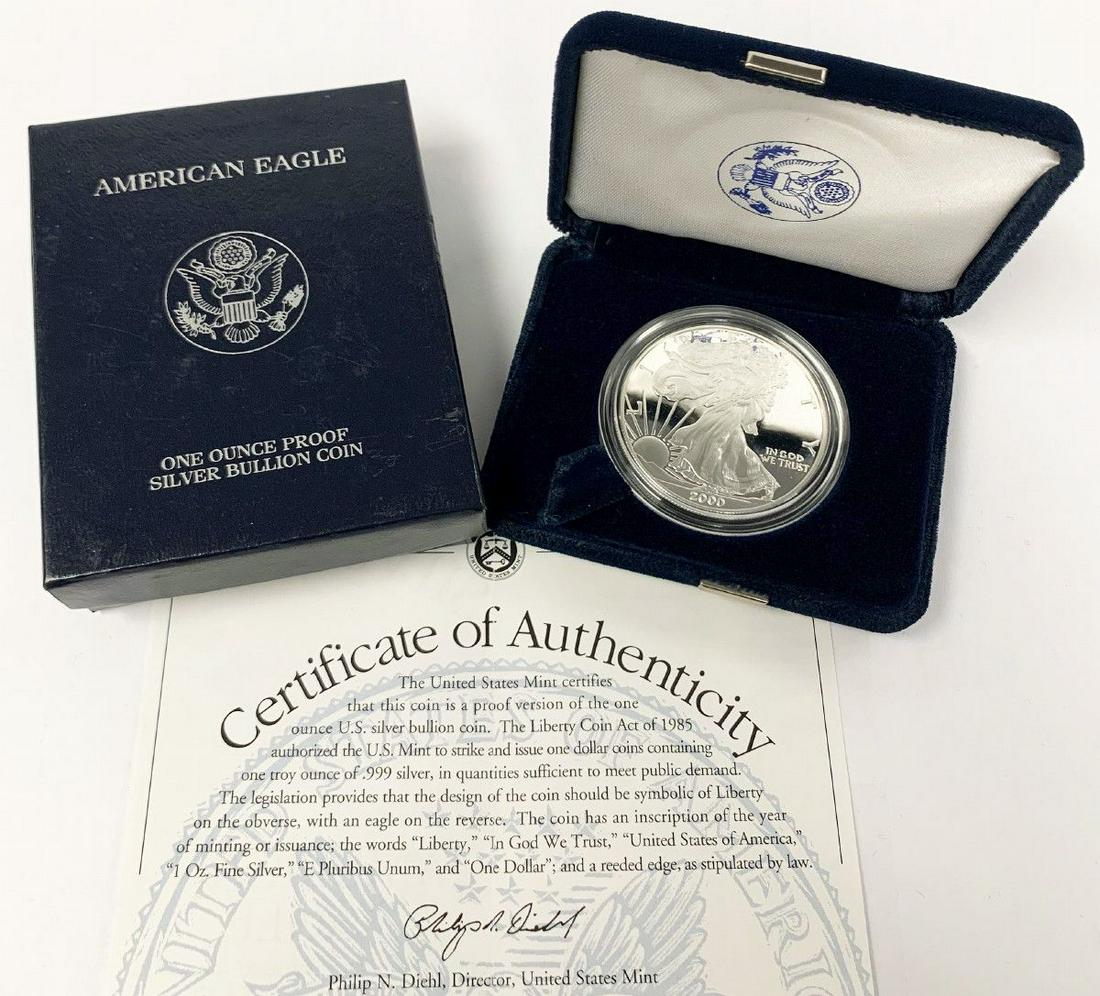 AMERICAN EAGLE
ONE OUNCE PROOF
SILVER BULLION COIN
L I T Y
IN GOD
WE TRUST
2000
UNITED STATES MINT
Certificate of Authenticity
The United States Mint certifies
that this coin is a proof version of the one
ounce U.S. silver bullion coin. The Liberty Coin Act of 1985
authorized the U.S. Mint to strike and issue one dollar coins containing
one troy ounce of .999 silver, in quantities sufficient to meet public demand.
The legislation provides that the design of the coin should be symbolic of Liberty
on the obverse, with an eagle on the reverse. The coin has an inscription of the year
of minting or issuance; the words “Liberty,” “In God We Trust,” “United States of America,”
“1 Oz. Fine Silver,” “E Pluribus Unum,” and “One Dollar”; and a reeded edge, as stipulated by law.
Philip N. Diehl
Philip N. Diehl, Director, United States Mint
UNITED STATES OF AMERICA